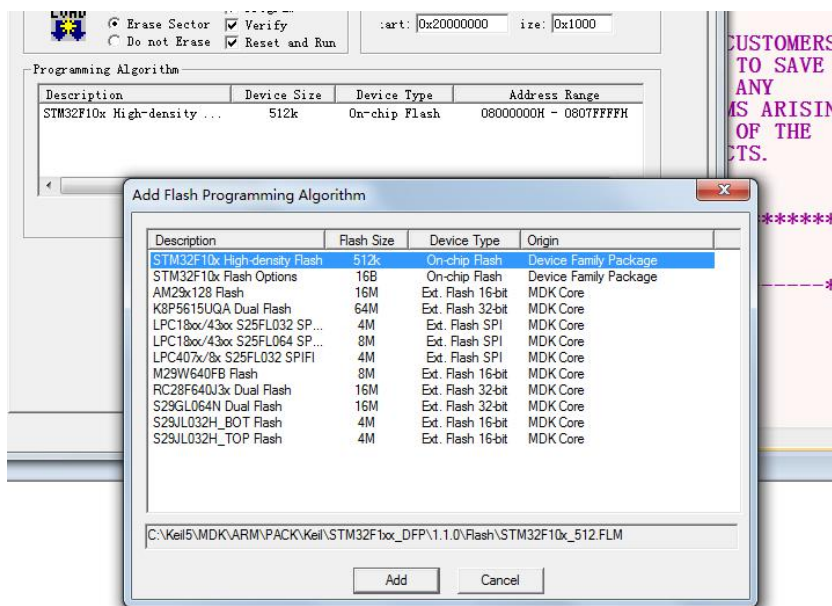 LOAD
Erase Sector Verify :art: 0x20000000 ize: 0x1000
Do not Erase Reset and Run
Programming Algorithm
Description Device Size Device Type Address Range
STM32F10x High-density ... 512k On-chip Flash 08000000H - 0807FFFFH
CUSTOMERS
TO SAVE
ANY
MS ARISIN
OF THE
CTS.
*******
-----*
Add Flash Programming Algorithm
Description Flash Size Device Type Origin
STM32F10x High-density Flash 512k On-chip Flash Device Family Package
STM32F10x Flash Options 16B On-chip Flash Device Family Package
AM29x128 Flash 16M Ext. Flash 16-bit MDK Core
K8P5615UQA Dual Flash 64M Ext. Flash 32-bit MDK Core
LPC18xx/43xx S25FL032 SP... 4M Ext. Flash SPI MDK Core
LPC18xx/43xx S25FL064 SP... 8M Ext. Flash SPI MDK Core
LPC407x/8x S25FL032 SPIFI 4M Ext. Flash SPI MDK Core
M29W640FB Flash 8M Ext. Flash 16-bit MDK Core
RC28F640J3x Dual Flash 16M Ext. Flash 32-bit MDK Core
S29GL064N Dual Flash 16M Ext. Flash 32-bit MDK Core
S29JL032H_BOT Flash 4M Ext. Flash 16-bit MDK Core
S29JL032H_TOP Flash 4M Ext. Flash 16-bit MDK Core
C:\Keil5\MDK\ARM\PACK\Keil\STM32F1xx_DFP\1.1.0\Flash\STM32F10x_512.FLM
Add Cancel